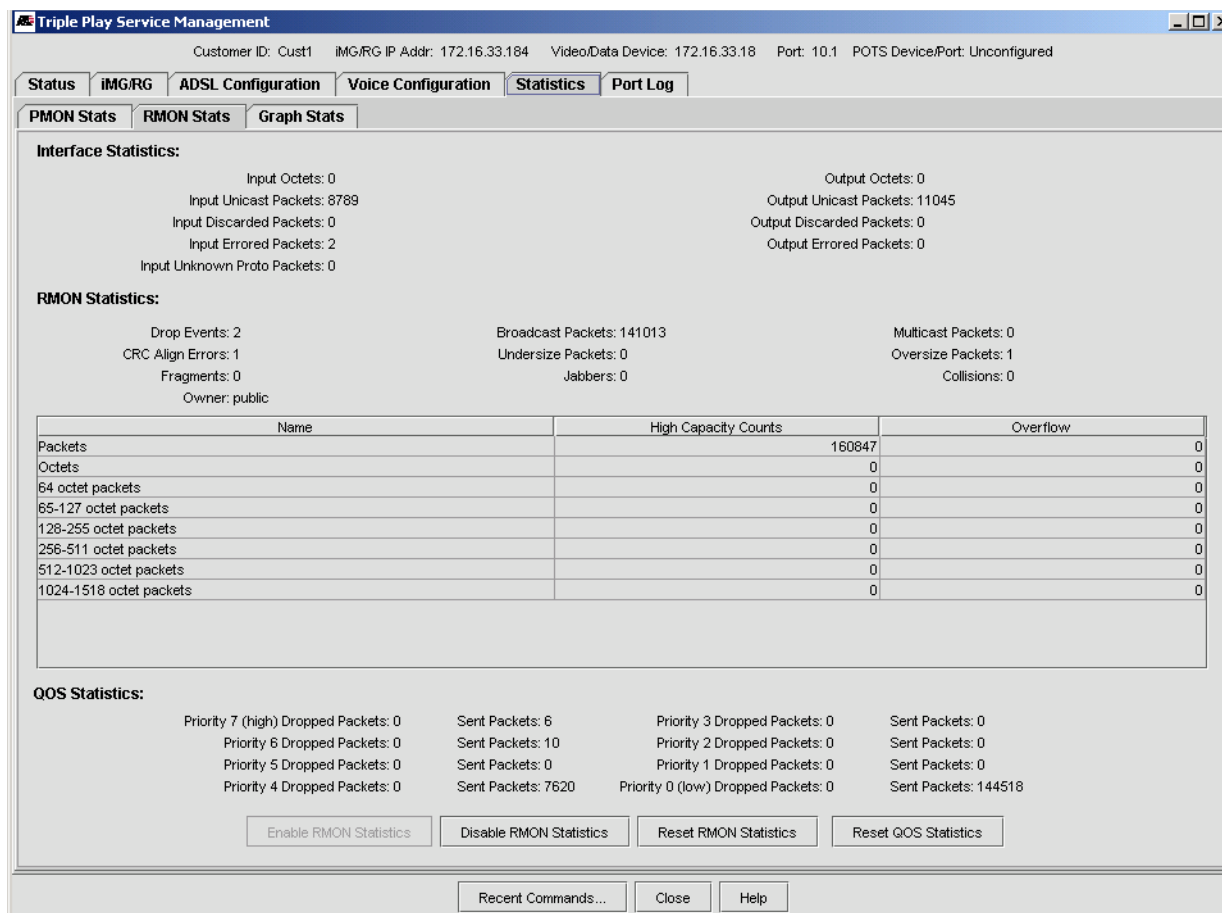 Triple Play Service Management
Customer ID: Cust1 iMG/RG IP Addr: 172.16.33.184 Video/Data Device: 172.16.33.18 Port: 10.1 POTS Device/Port: Unconfigured
Status iMG/RG ADSL Configuration Voice Configuration Statistics Port Log
PMON Stats RMON Stats Graph Stats
Interface Statistics:
Input Octets: 0 Output Octets: 0
Input Unicast Packets: 8789 Output Unicast Packets: 11045
Input Discarded Packets: 0 Output Discarded Packets: 0
Input Errored Packets: 2 Output Errored Packets: 0
Input Unknown Proto Packets: 0
RMON Statistics:
Drop Events: 2 Broadcast Packets: 141013 Multicast Packets: 0
CRC Align Errors: 1 Undersize Packets: 0 Oversize Packets: 1
Fragments: 0 Jabbers: 0 Collisions: 0
Owner: public
Name High Capacity Counts Overflow
Packets 160847 0
Octets 0 0
64 octet packets 0 0
65-127 octet packets 0 0
128-255 octet packets 0 0
256-511 octet packets 0 0
512-1023 octet packets 0 0
1024-1518 octet packets 0 0
QOS Statistics:
Priority 7 (high) Dropped Packets: 0 Sent Packets: 6 Priority 3 Dropped Packets: 0 Sent Packets: 0
Priority 6 Dropped Packets: 0 Sent Packets: 10 Priority 2 Dropped Packets: 0 Sent Packets: 0
Priority 5 Dropped Packets: 0 Sent Packets: 0 Priority 1 Dropped Packets: 0 Sent Packets: 0
Priority 4 Dropped Packets: 0 Sent Packets: 7620 Priority 0 (low) Dropped Packets: 0 Sent Packets: 144518
Enable RMON Statistics Disable RMON Statistics Reset RMON Statistics Reset QOS Statistics
Recent Commands... Close Help